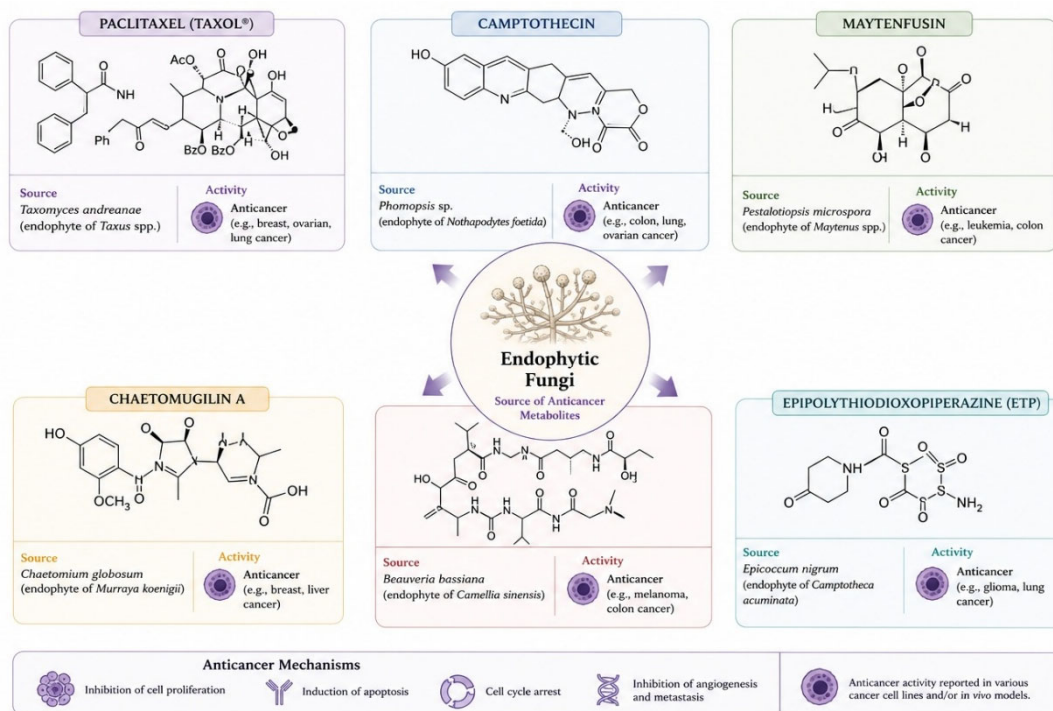 PACLITAXEL (TAXOL®)
AcO
O
OH
OH
O
NH
N
O
Ph
H
H
O
BzO
BzO
OH
Source
Taxomyces andreanae
(endophyte of Taxus spp.)
Activity
Anticancer
(e.g., breast, ovarian,
lung cancer)
CAMPTOTHECIN
HO
N
N
N
O
OH
O
O
Source
Phomopsis sp.
(endophyte of Nothapodytes foetida)
Activity
Anticancer
(e.g., colon, lung,
ovarian cancer)
MAYTENFUSIN
O
n
O
O
O
O
H
O
H
H
OH
O
Source
Pestalotiopsis microspora
(endophyte of Maytenus spp.)
Activity
Anticancer
(e.g., leukemia, colon
cancer)
Endophytic
Fungi
Source of Anticancer
Metabolites
CHAETOMUGILIN A
HO
O
O
N
OCH₃
O
N
N
OH
O
Source
Chaetomium globosum
(endophyte of Murraya koenigii)
Activity
Anticancer
(e.g., breast, liver
cancer)
OH
O
O
H
N
O
H
N
O
OH
N
H
O
N
H
O
N
H
O
N
Source
Beauveria bassiana
(endophyte of Camellia sinensis)
Activity
Anticancer
(e.g., melanoma,
colon cancer)
EPIPOLYTHIODIOXOPIPERAZINE (ETP)
O
O
NH
S
S
O
S
NH₂
O
S
O
O
O
Source
Epicoccum nigrum
(endophyte of Camptotheca
acuminata)
Activity
Anticancer
(e.g., glioma, lung
cancer)
Anticancer Mechanisms
Inhibition of cell proliferation
Induction of apoptosis
Cell cycle arrest
Inhibition of angiogenesis
and metastasis
Anticancer activity reported in various
cancer cell lines and/or in vivo models.